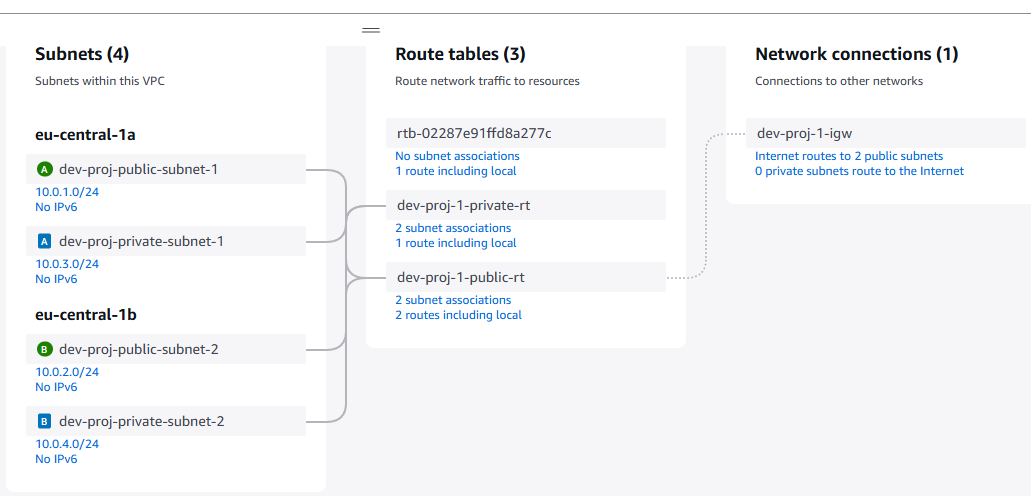 Subnets (4)
Subnets within this VPC
eu-central-1a
A dev-proj-public-subnet-1
10.0.1.0/24
No IPv6
A dev-proj-private-subnet-1
10.0.3.0/24
No IPv6
eu-central-1b
B dev-proj-public-subnet-2
10.0.2.0/24
No IPv6
B dev-proj-private-subnet-2
10.0.4.0/24
No IPv6
Route tables (3)
Route network traffic to resources
rtb-02287e91ffd8a277c
No subnet associations
1 route including local
dev-proj-1-private-rt
2 subnet associations
1 route including local
dev-proj-1-public-rt
2 subnet associations
2 routes including local
Network connections (1)
Connections to other networks
dev-proj-1-igw
Internet routes to 2 public subnets
0 private subnets route to the Internet